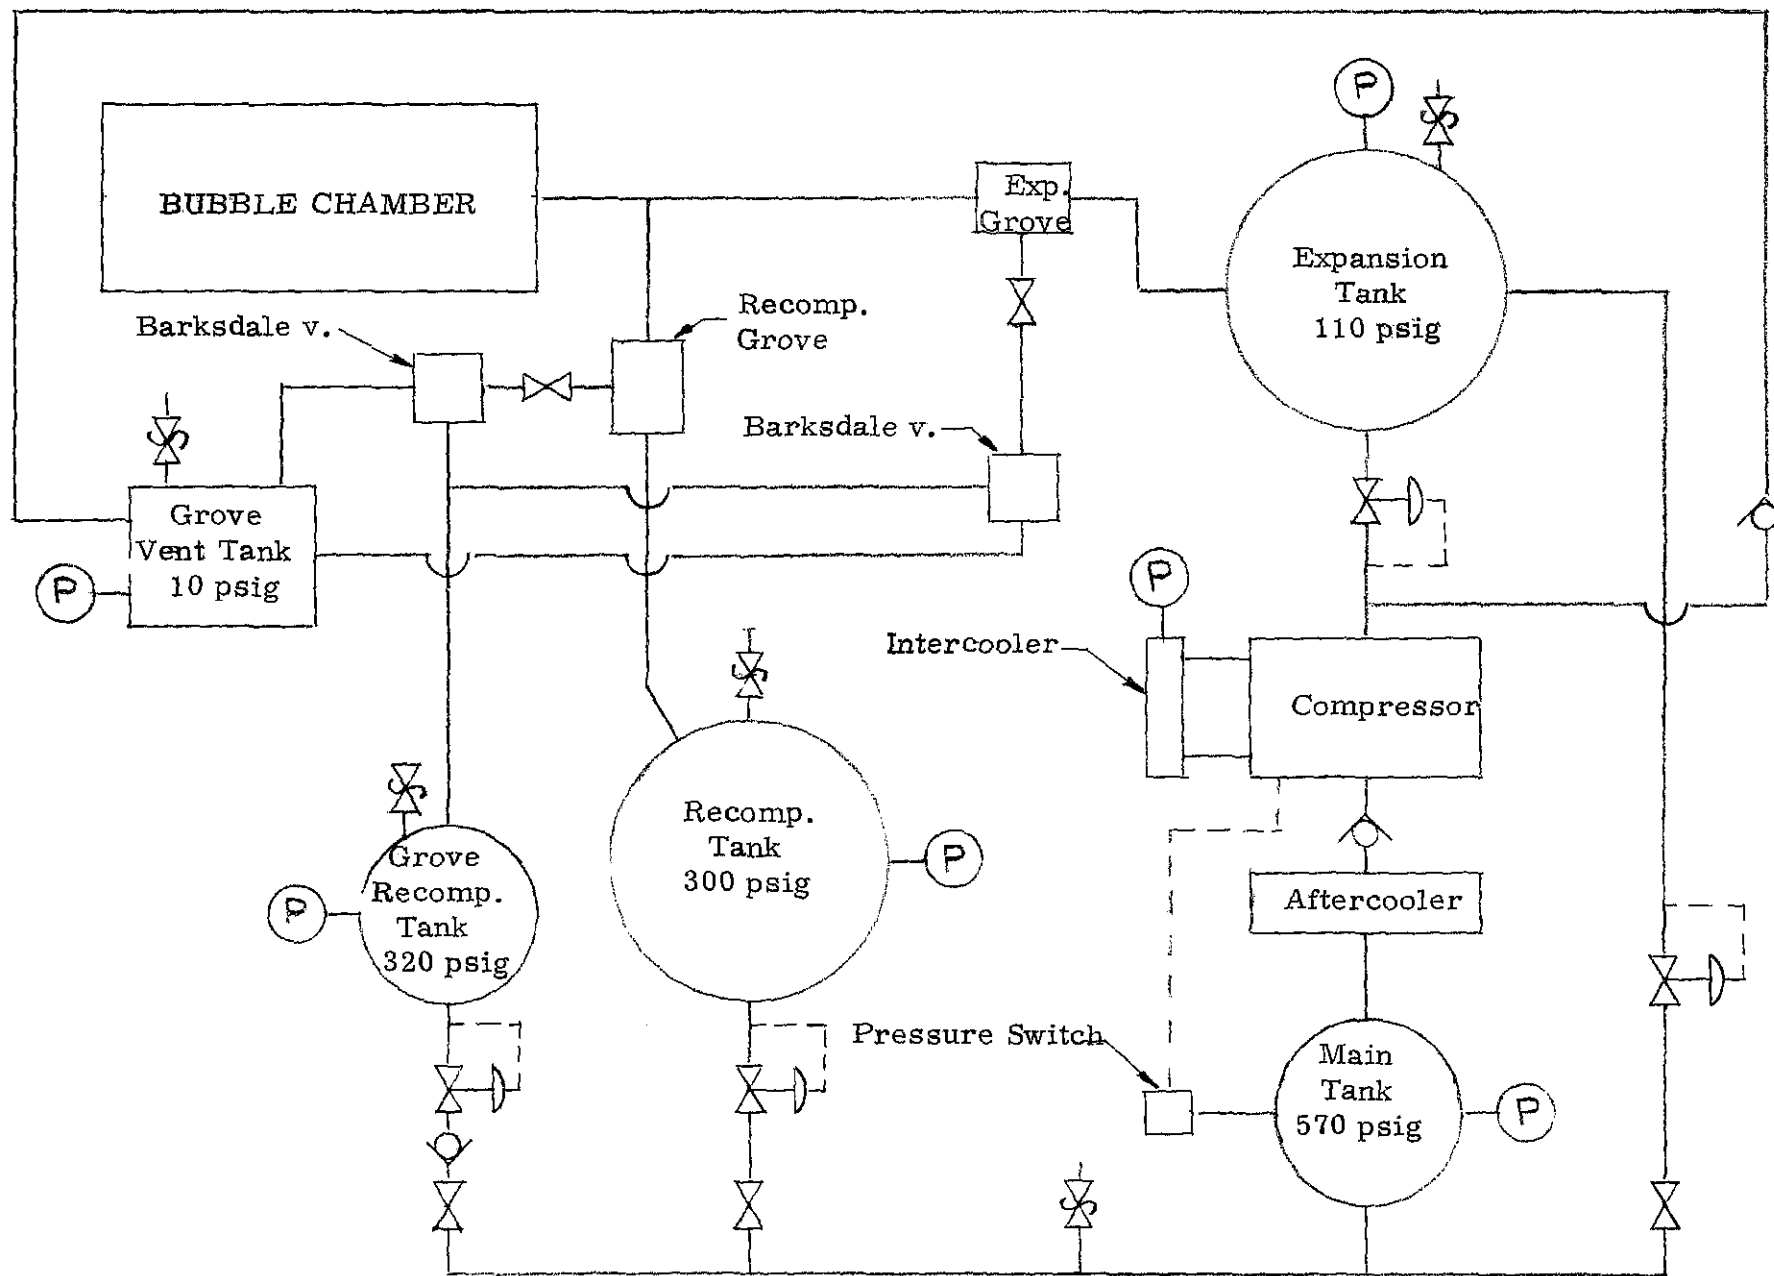 P
BUBBLE CHAMBER
Exp.
Grove
Expansion
Tank
110 psig
Barksdale v.
Recomp.
Grove
Barksdale v.
Grove
Vent Tank
10 psig
P
P
Intercooler
Compressor
Recomp.
Tank
300 psig
P
Grove
Recomp.
Tank
320 psig
P
Aftercooler
Pressure Switch
Main
Tank
570 psig
P